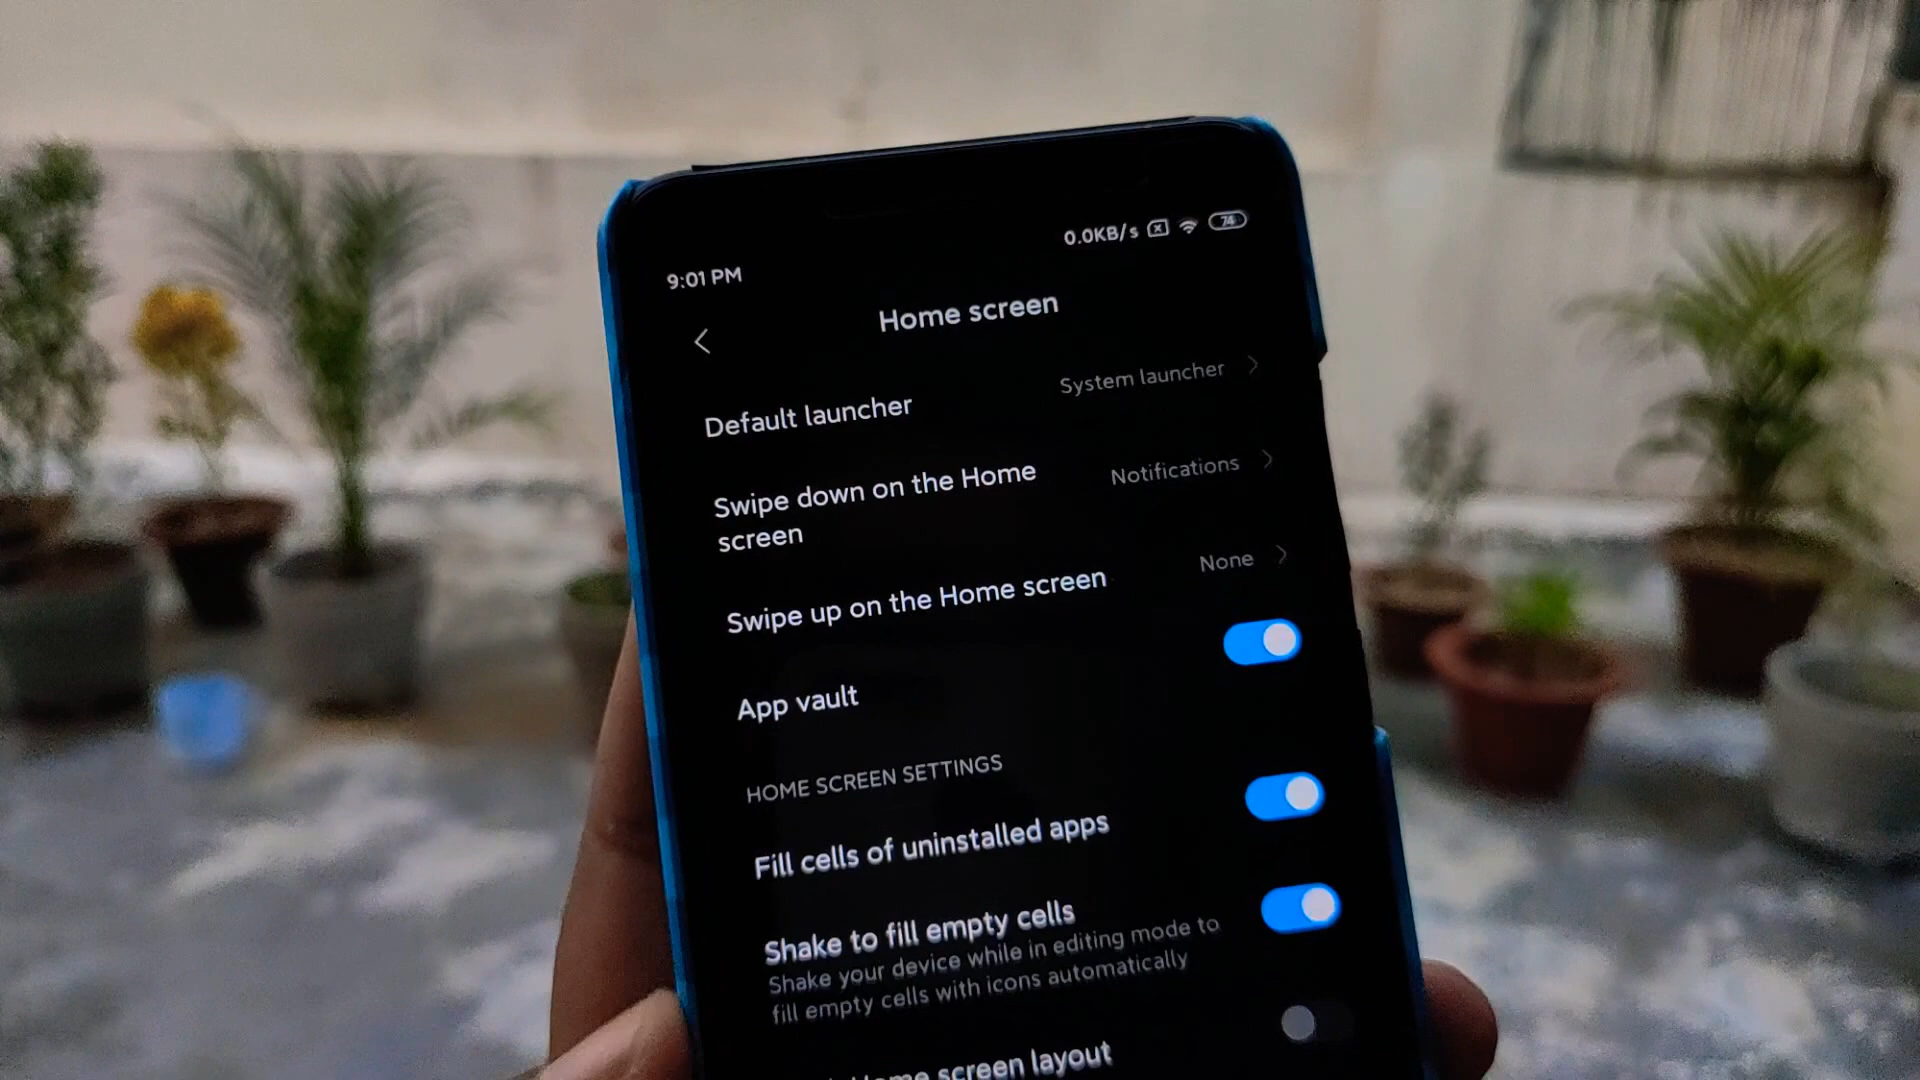 0.0KB/s 74
9:01 PM
Home screen
Default launcher System launcher
Swipe down on the Home Notifications
screen
Swipe up on the Home screen None
App vault
HOME SCREEN SETTINGS
Fill cells of uninstalled apps
Shake to fill empty cells
Shake your device while in editing mode to
fill empty cells with icons automatically
Home screen layout